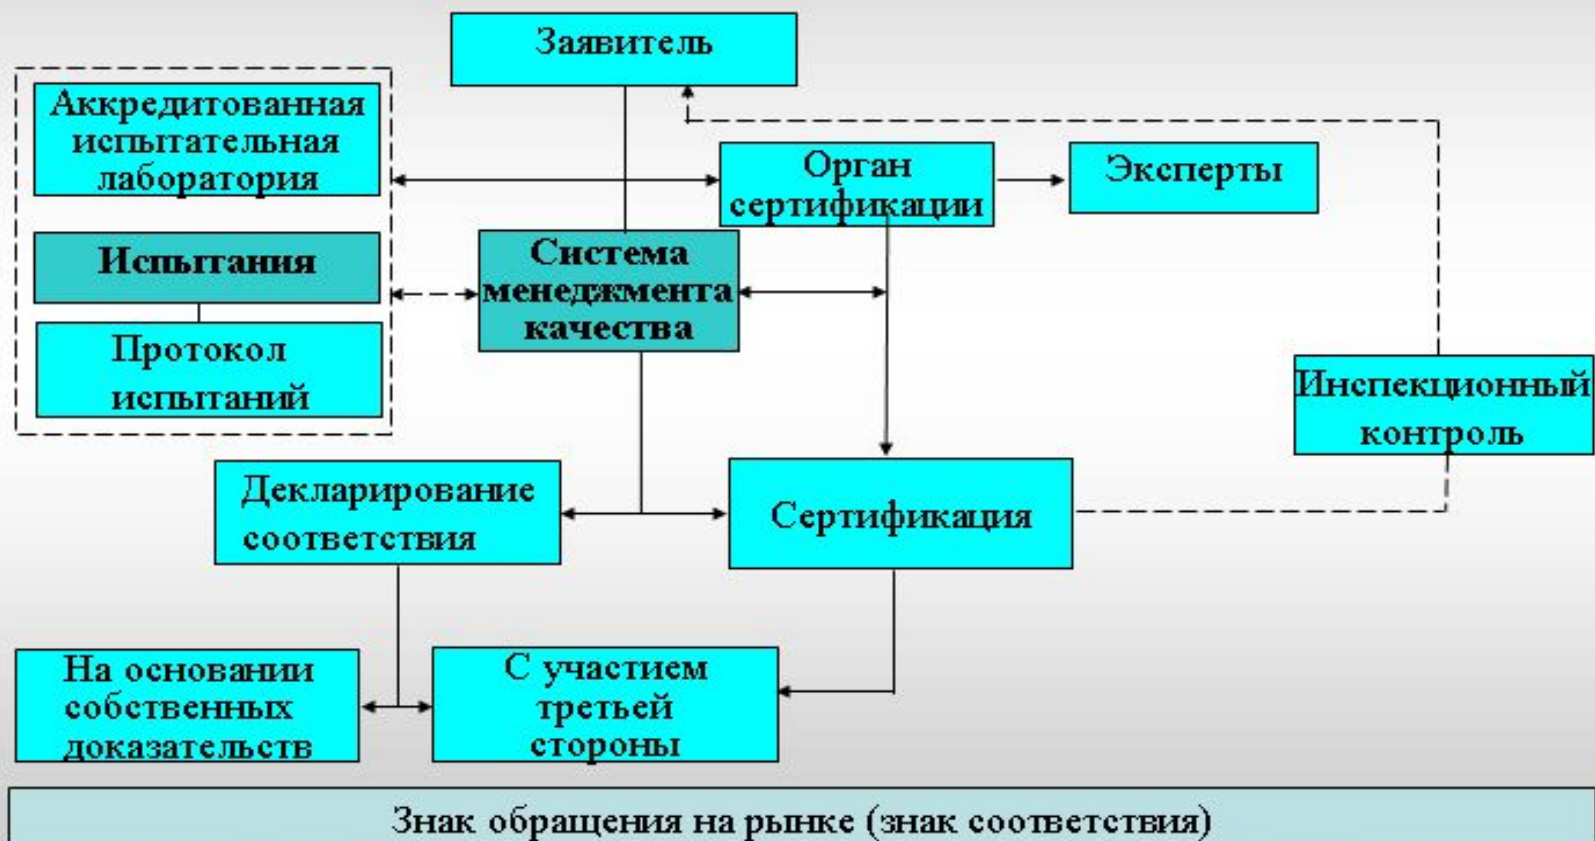 Заявитель
Аккредитованная
испытательная
лаборатория
Орган
сертификации
Эксперты
Испытания
Система
менеджмента
качества
Протокол
испытаний
Инспекционный
контроль
Декларирование
соответствия
Сертификация
На основании
собственных
доказательств
С участием
третьей
стороны
Знак обращения на рынке (знак соответствия)